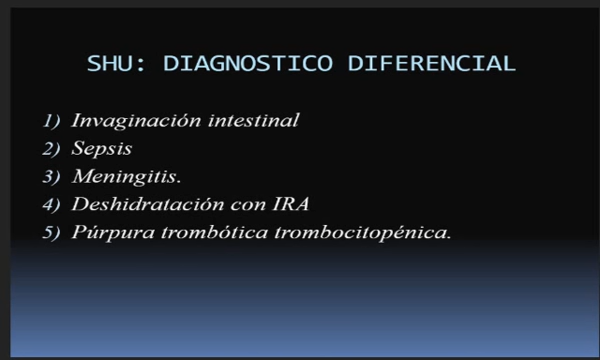 SHU: DIAGNOSTICO DIFERENCIAL
1) Invaginación intestinal
2) Sepsis
3) Meningitis.
4) Deshidratación con IRA
5) Púrpura trombótica trombocitopénica.